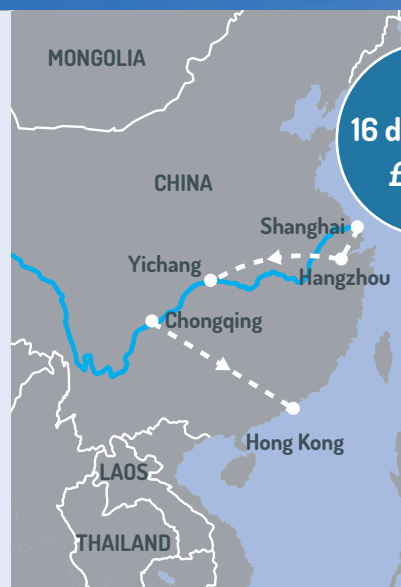 MONGOLIA
16 d
£
CHINA
Shanghai
Yichang
Hangzhou
Chongqing
Hong Kong
LAOS
THAILAND